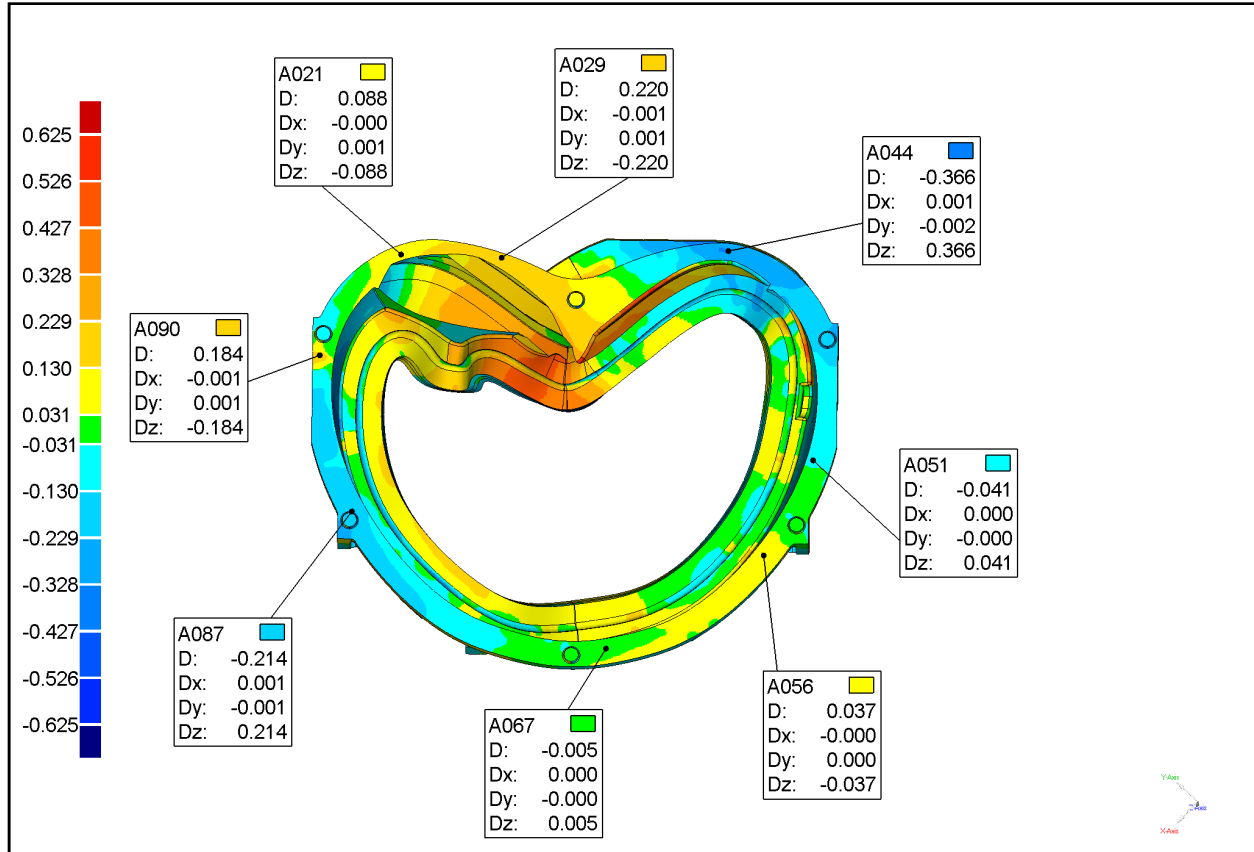 A021
D: 0.088
Dx: -0.000
Dy: 0.001
Dz: -0.088
A029
D: 0.220
Dx: -0.001
Dy: 0.001
Dz: -0.220
A044
D: -0.366
Dx: 0.001
Dy: -0.002
Dz: 0.366
0.625
0.526
0.427
0.328
0.229
0.130
0.031
-0.031
-0.130
-0.229
-0.328
-0.427
-0.526
-0.625
A090
D: 0.184
Dx: -0.001
Dy: 0.001
Dz: -0.184
A051
D: -0.041
Dx: 0.000
Dy: -0.000
Dz: 0.041
A087
D: -0.214
Dx: 0.001
Dy: -0.001
Dz: 0.214
A067
D: -0.005
Dx: 0.000
Dy: -0.000
Dz: 0.005
A056
D: 0.037
Dx: -0.000
Dy: 0.000
Dz: -0.037
Y-Axis
X-Axis